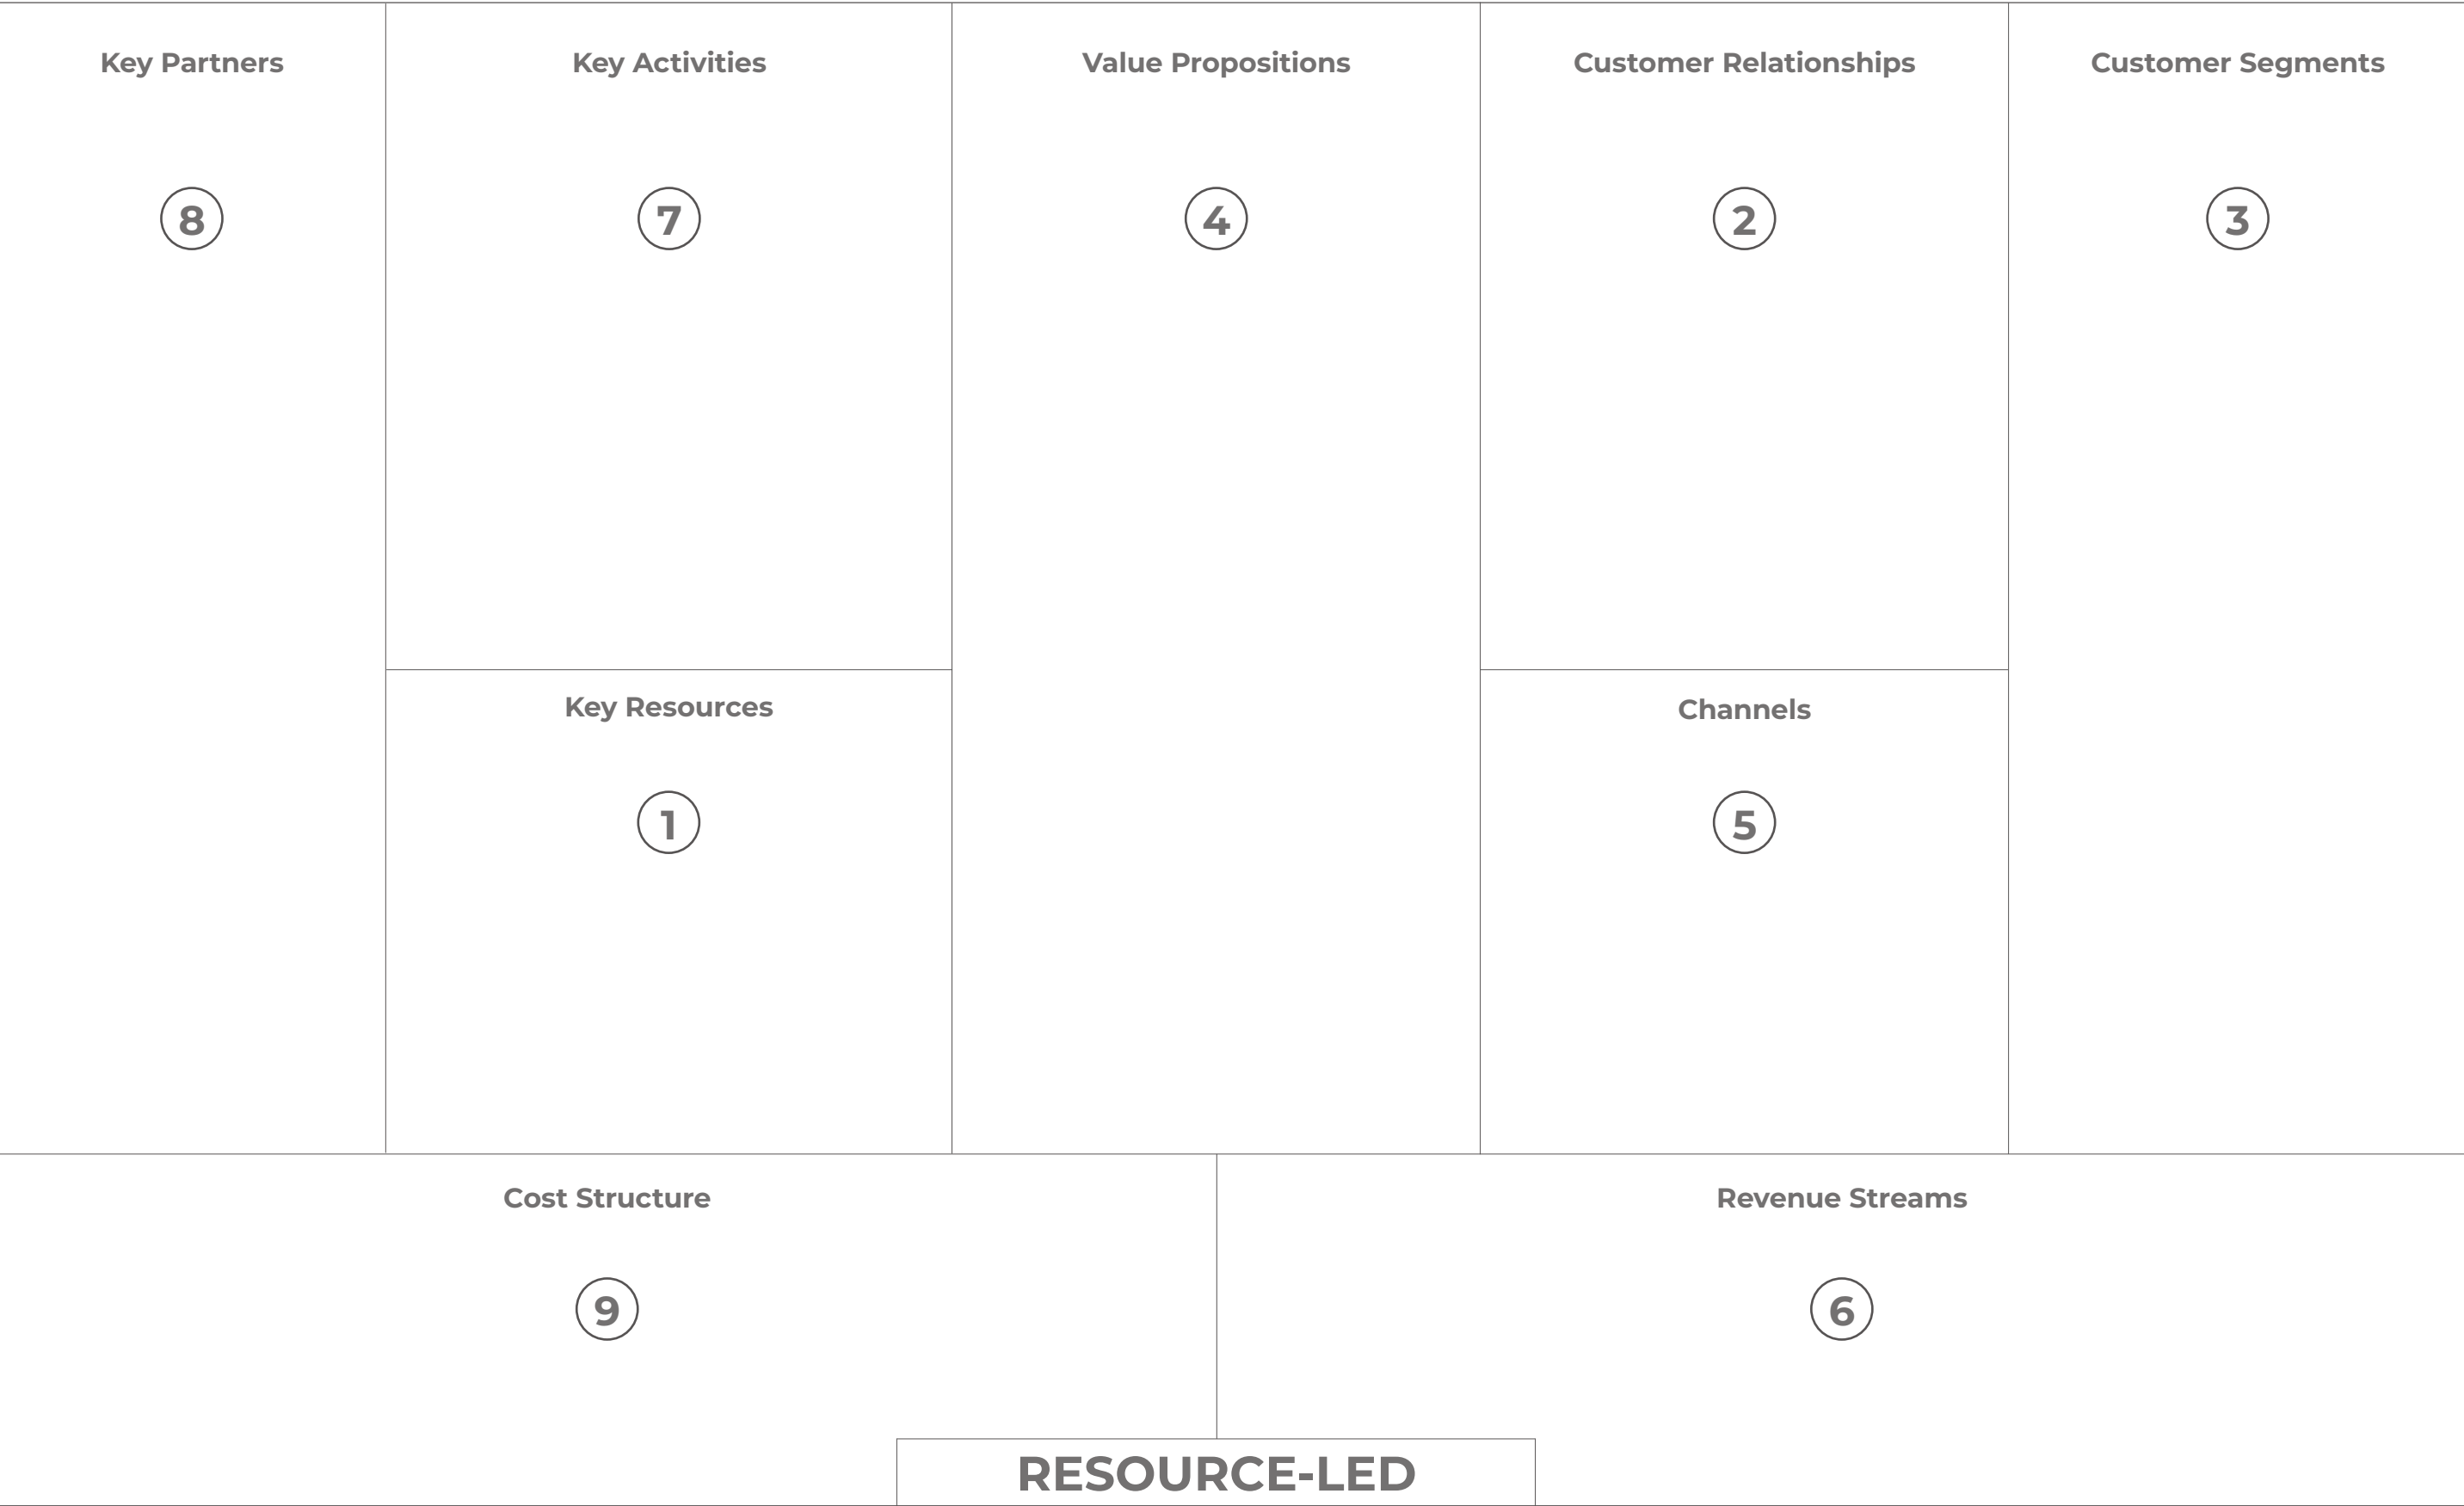 Key Partners
8
Key Activities
7
Key Resources
1
Value Propositions
4
Customer Relationships
2
Channels
5
Customer Segments
3
Cost Structure
9
Revenue Streams
6
RESOURCE-LED